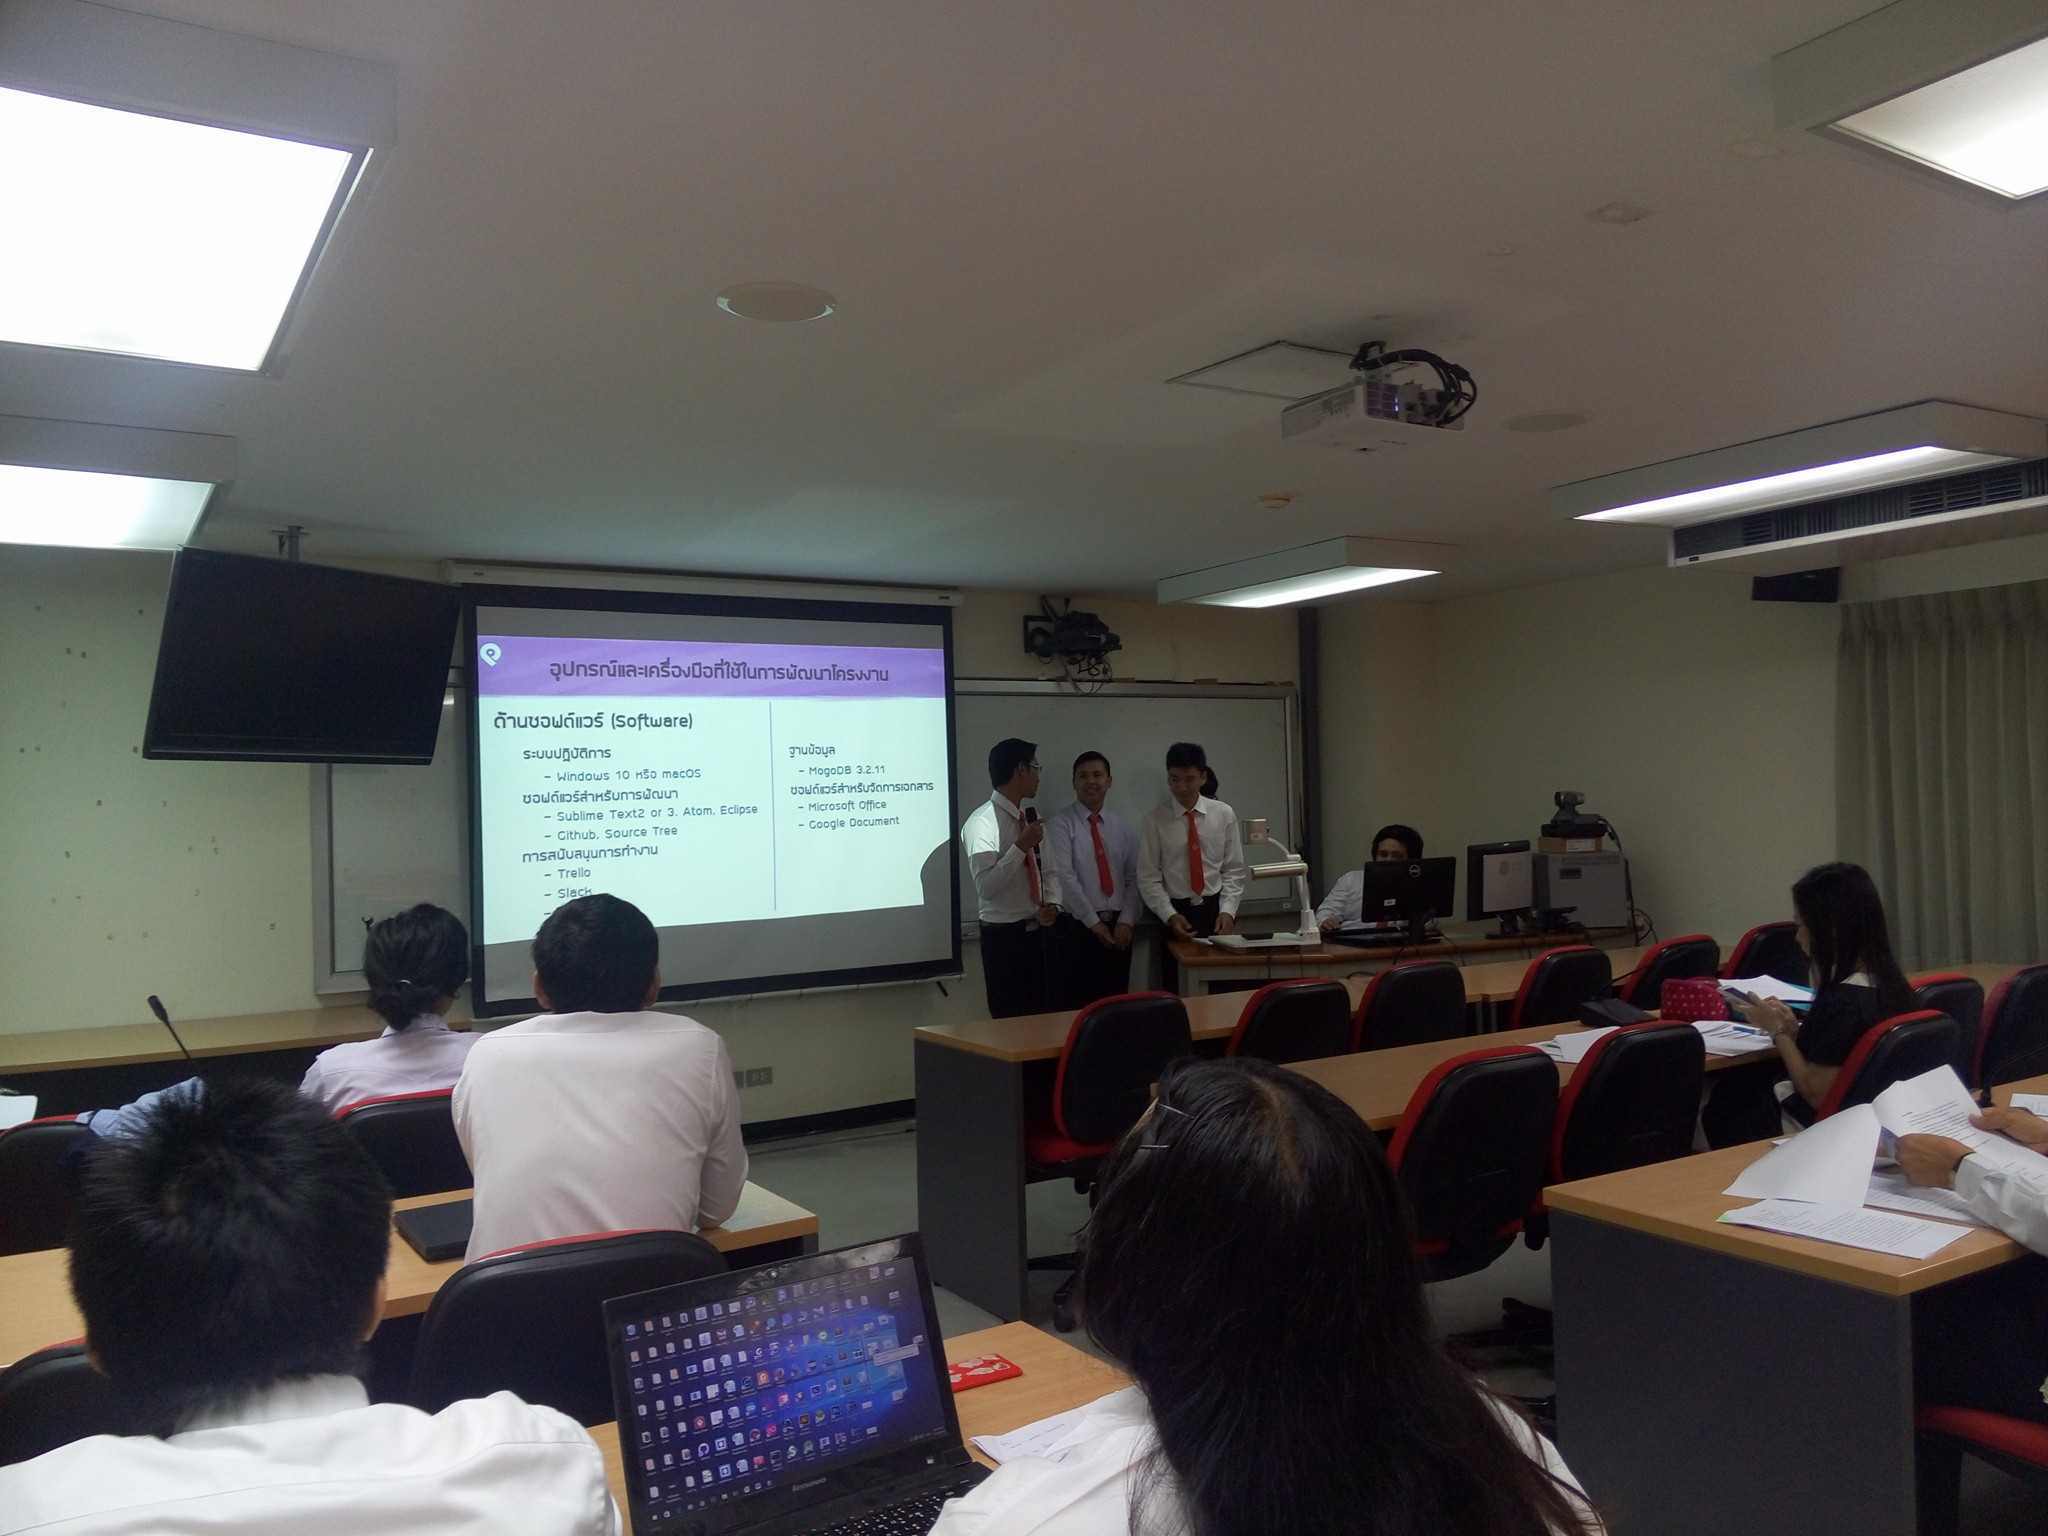 อุปกรณ์และเครื่องมือที่ใช้ในการพัฒนาโครงงาน
ด้านซอฟต์แวร์ (Software)
ระบบปฏิบัติการ
- Windows 10 หรือ macOS
ซอฟต์แวร์สำหรับการพัฒนา
- Sublime Text2 or 3, Atom, Eclipse
- Github, Source Tree
การสนับสนุนการทำงาน
- Trello
- Slack
ฐานข้อมูล
- MogoDB 3.2.11
ซอฟต์แวร์สำหรับจัดการเอกสาร
- Microsoft Office
- Google Document
DELL
lenovo